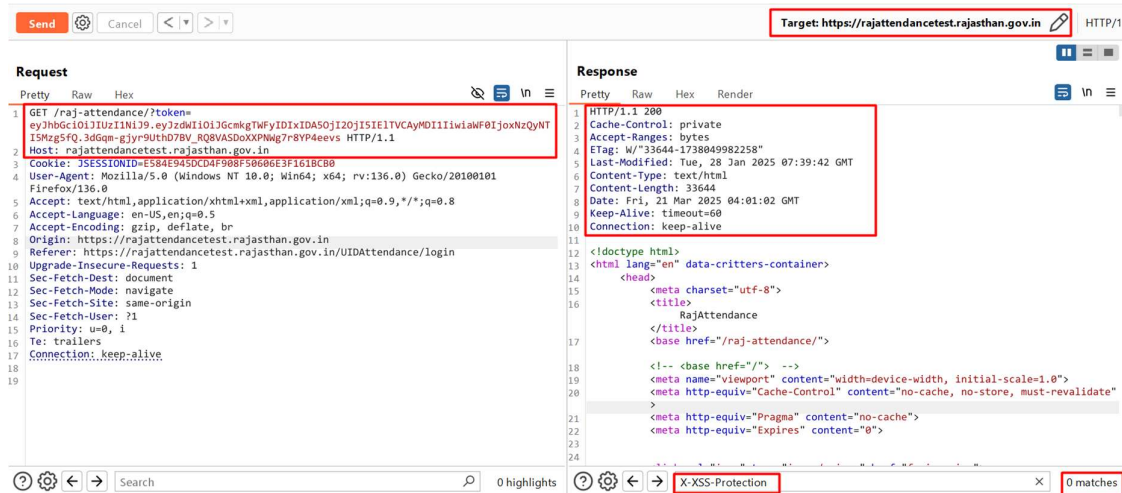 Send
Cancel
Target: https://rajattendancetest.rajasthan.gov.in
HTTP/1
Request
Pretty Raw Hex
\n
1 GET /raj-attendance/?token=
eyJhbGciOiJIUzI1NiJ9.eyJzdWIiOiJGcmkgTWFyIDIxIDA5OjI2OjI5IElTVCAyMDI1IiwiaWF0IjoxNzQyNT
I5Mzg5fQ.3dGqm-gjyr9UthD7BV_RQ8VASDoXXPNWg7r8YP4eevs HTTP/1.1
2 Host: rajattendancetest.rajasthan.gov.in
3 Cookie: JSESSIONID=E584E945DCD4F908F50606E3F161BCB0
4 User-Agent: Mozilla/5.0 (Windows NT 10.0; Win64; x64; rv:136.0) Gecko/20100101
Firefox/136.0
5 Accept: text/html,application/xhtml+xml,application/xml;q=0.9,*/*;q=0.8
6 Accept-Language: en-US,en;q=0.5
7 Accept-Encoding: gzip, deflate, br
8 Origin: https://rajattendancetest.rajasthan.gov.in
9 Referer: https://rajattendancetest.rajasthan.gov.in/UIDAttendance/login
10 Upgrade-Insecure-Requests: 1
11 Sec-Fetch-Dest: document
12 Sec-Fetch-Mode: navigate
13 Sec-Fetch-Site: same-origin
14 Sec-Fetch-User: ?1
15 Priority: u=0, i
16 Te: trailers
17 Connection: keep-alive
18
19
Search
0 highlights
Response
Pretty Raw Hex Render
\n
1 HTTP/1.1 200
2 Cache-Control: private
3 Accept-Ranges: bytes
4 ETag: W/"33644-1738049982258"
5 Last-Modified: Tue, 28 Jan 2025 07:39:42 GMT
6 Content-Type: text/html
7 Content-Length: 33644
8 Date: Fri, 21 Mar 2025 04:01:02 GMT
9 Keep-Alive: timeout=60
10 Connection: keep-alive
11
12 <!doctype html>
13 <html lang="en" data-critters-container>
14 <head>
15 <meta charset="utf-8">
16 <title>
RajAttendance
</title>
17 <base href="/raj-attendance/">
18 <!-- <base href="/"> -->
19 <meta name="viewport" content="width=device-width, initial-scale=1.0">
20 <meta http-equiv="Cache-Control" content="no-cache, no-store, must-revalidate"
>
21 <meta http-equiv="Pragma" content="no-cache">
22 <meta http-equiv="Expires" content="0">
23
24
X-XSS-Protection
0 matches